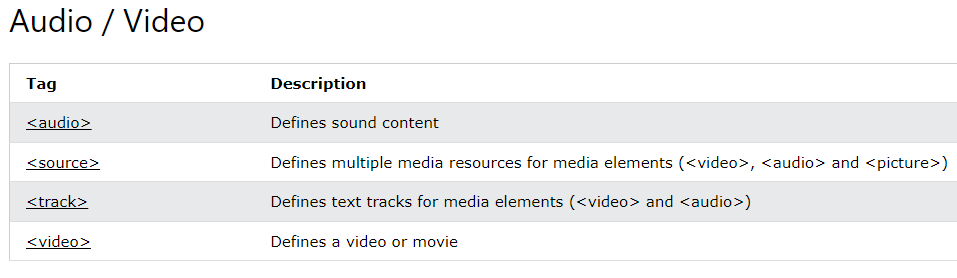 Audio / Video
Tag Description
<audio> Defines sound content
<source> Defines multiple media resources for media elements (<video>, <audio> and <picture>)
<track> Defines text tracks for media elements (<video> and <audio>)
<video> Defines a video or movie